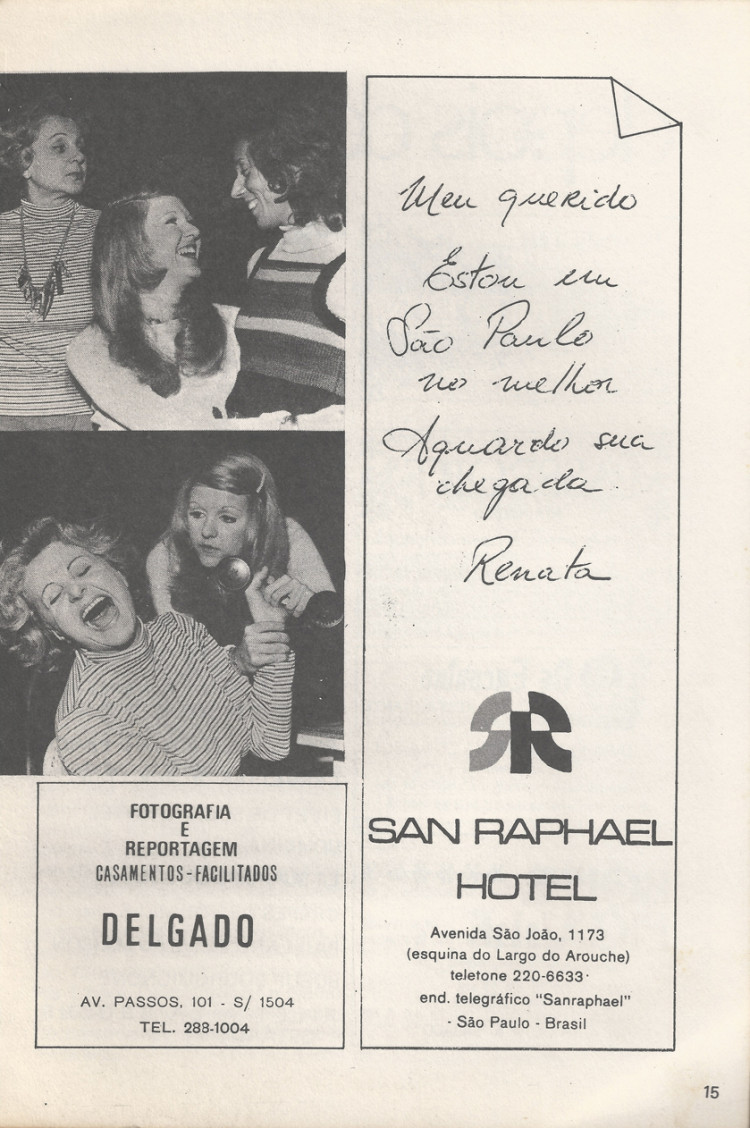 Meu querido
Estou em
São Paulo
no melhor
Aguardo sua
chegada
Renata
SR
SAN RAPHAEL
HOTEL
Avenida São João, 1173
(esquina do Largo do Arouche)
teletone 220-6633
end. telegráfico "Sanraphael"
- São Paulo - Brasil
FOTOGRAFIA
E
REPORTAGEM
CASAMENTOS-FACILITADOS
DELGADO
AV. PASSOS, 101 - S/ 1504
TEL. 288-1004
15